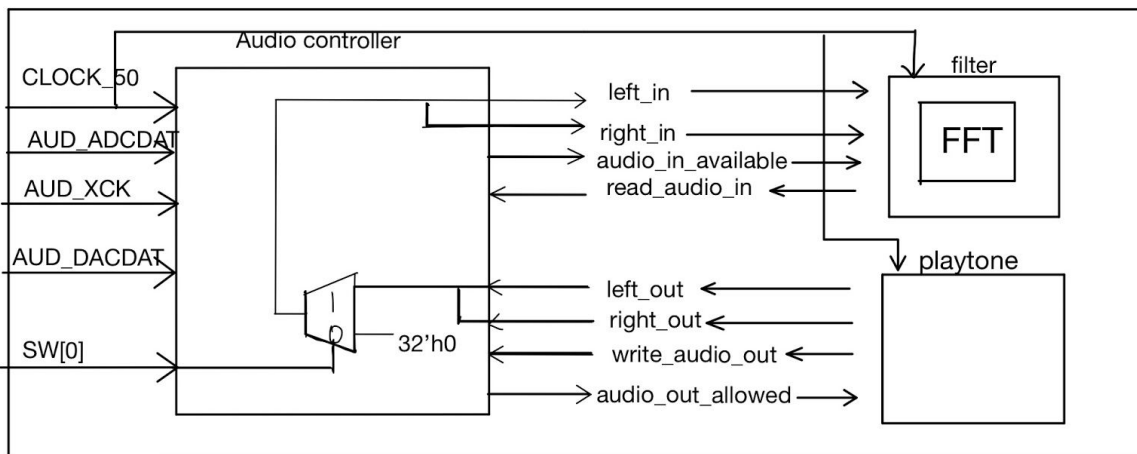 Audio controller
CLOCK_50
AUD_ADCDAT
AUD_XCK
AUD_DACDAT
SW[0]
1
0
32'h0
left_in
right_in
audio_in_available
read_audio_in
left_out
right_out
write_audio_out
audio_out_allowed
filter
FFT
playtone